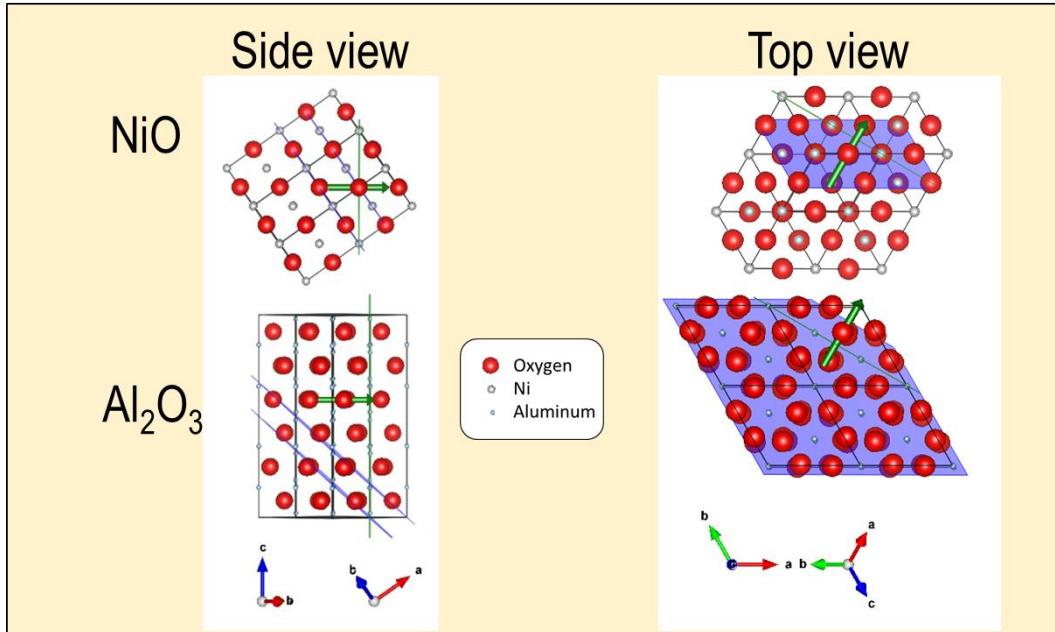 Side view
Top view
NiO
Al₂O₃
Oxygen
Ni
Aluminum
c
b
b
a
b
a
a
b
c